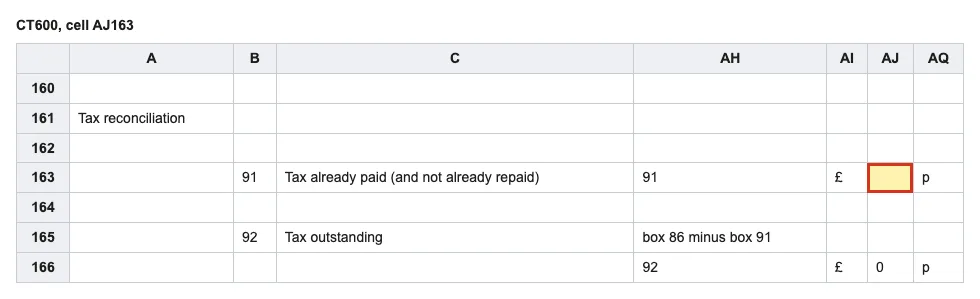 CT600, cell AJ163
A B C AH AI AJ AQ
160
161 Tax reconciliation
162
163 91 Tax already paid (and not already repaid) 91 £ p
164
165 92 Tax outstanding box 86 minus box 91
166 92 £ 0 p